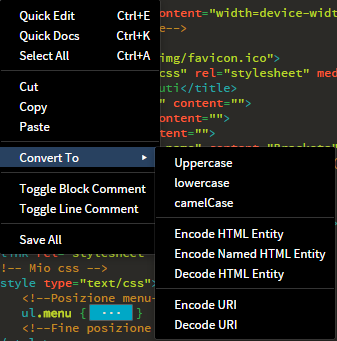 Quick Edit Ctrl+E
Quick Docs Ctrl+K
Select All Ctrl+A
Cut
Copy
Paste
Convert To
Toggle Block Comment
Toggle Line Comment
Save All
Uppercase
lowercase
camelCase
Encode HTML Entity
Encode Named HTML Entity
Decode HTML Entity
Encode URI
Decode URI
content="width=device-widt
-->
img/favicon.ico">
css" rel="stylesheet" med
uti</title>
" content="">
ontent="">
tent="">
link rel="stylesheet"
!-- Mio css -->
style type="text/css">
<!--Posizione menu-
ul.menu { ...
<!--Fine posizione